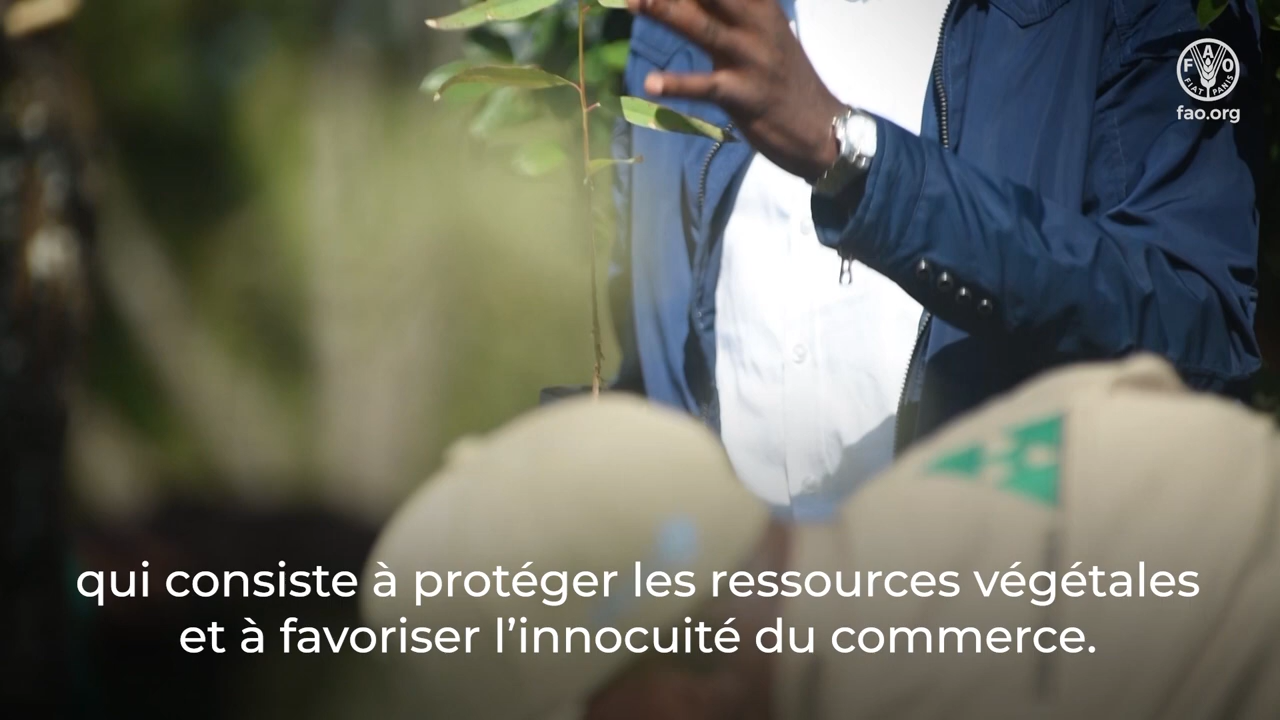 F A O
FIAT PANIS
fao.org
qui consiste à protéger les ressources végétales
et à favoriser l’innocuité du commerce.